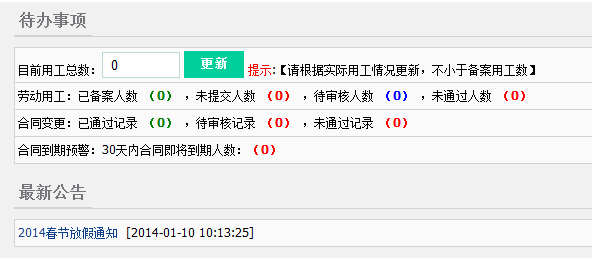 待办事项
目前用工总数： 0 更新 提示:【请根据实际用工情况更新，不小于备案用工数】
劳动用工：已备案人数 （0） ，未提交人数 （0） ，待审核人数 （0） ，未通过人数 （0）
合同变更：已通过记录 （0） ，待审核记录 （0） ，未通过记录 （0）
合同到期预警：30天内合同即将到期人数：（0）
最新公告
2014春节放假通知 [2014-01-10 10:13:25]